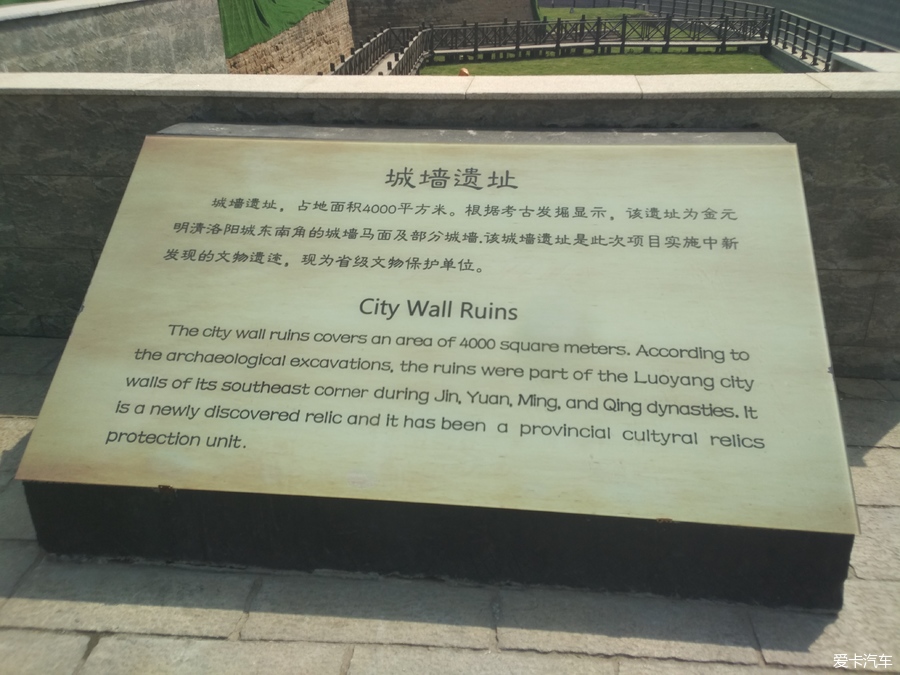 城墙遗址
城墙遗址，占地面积4000平方米。根据考古发掘显示，该遗址为金元
明清洛阳城东南角的城墙马面及部分城墙.该城墙遗址是此次项目实施中新
发现的文物遗迹，现为省级文物保护单位。
City Wall Ruins
The city wall ruins covers an area of 4000 square meters. According to
the archaeological excavations, the ruins were part of the Luoyang city
walls of its southeast corner during Jin, Yuan, Ming, and Qing dynasties. It
is a newly discovered relic and it has been a provincial cultyral relics
protection unit.
爱卡汽车